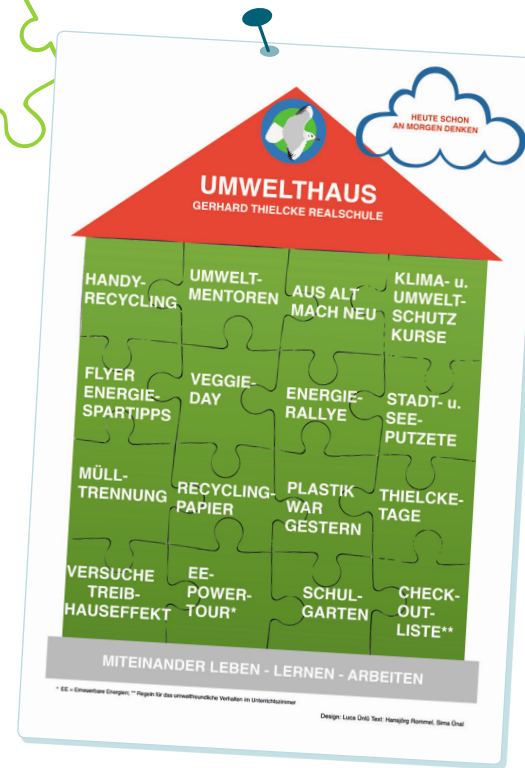 HEUTE SCHON
AN MORGEN DENKEN
UMWELTHAUS
GERHARD THIELCKE REALSCHULE
HANDY-
RECYCLING
UMWELT-
MENTOREN
AUS ALT
MACH NEU
KLIMA- u.
UMWELT-
SCHUTZ
KURSE
FLYER
ENERGIE-
SPARTIPPS
VEGGIE-
DAY
ENERGIE-
RALLYE
STADT- u.
SEE-
PUTZETE
MÜLL-
TRENNUNG
RECYCLING-
PAPIER
PLASTIK
WAR
GESTERN
THIELCKE-
TAGE
VERSUCHE
TREIB-
HAUSEFFEKT
EE-
POWER-
TOUR*
SCHUL-
GARTEN
CHECK-
OUT-
LISTE**
MITEINANDER LEBEN - LERNEN - ARBEITEN
* EE = Erneuerbare Energien; ** Regeln für das umweltfreundliche Verhalten im Unterrichtszimmer
Design: Luca Ünlü Text: Hansjörg Rommel, Sima Ünal